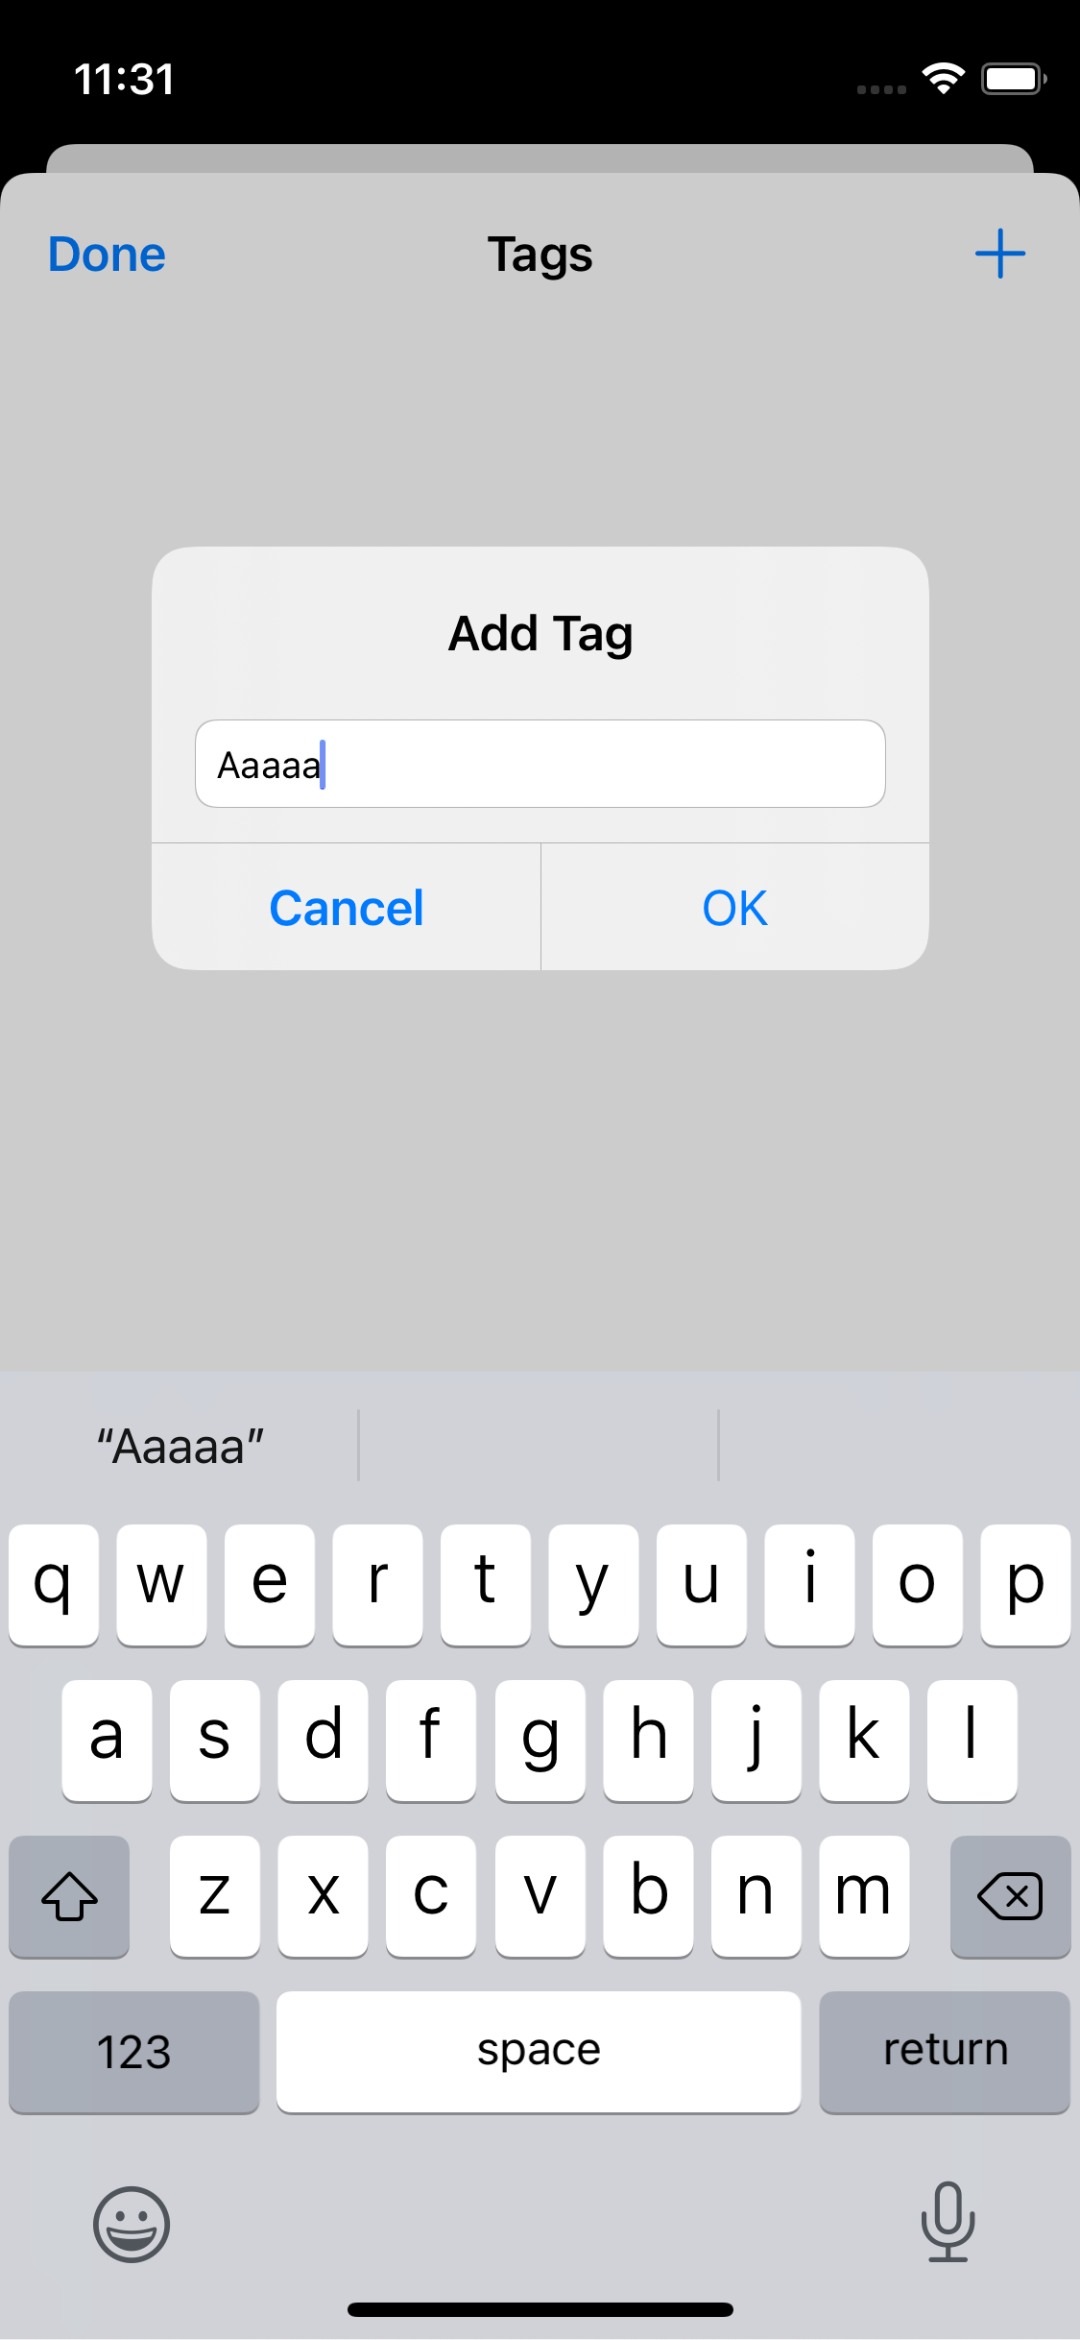 11:31
Done Tags
Add Tag
Aaaaa
Cancel OK
“Aaaaa”
q w e r t y u i o p
a s d f g h j k l
z x c v b n m
123 space return